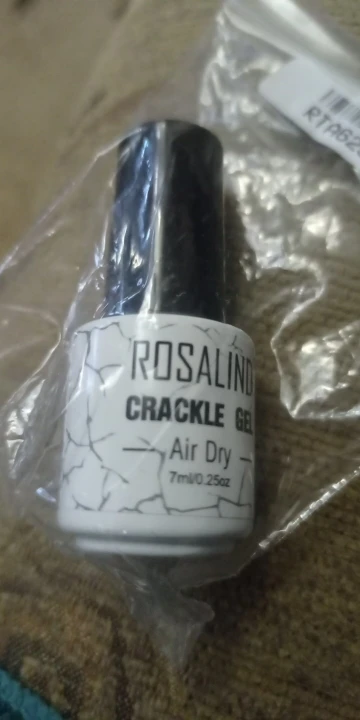 ROSALIND
CRACKLE GEL
Air Dry
7ml/0.25oz